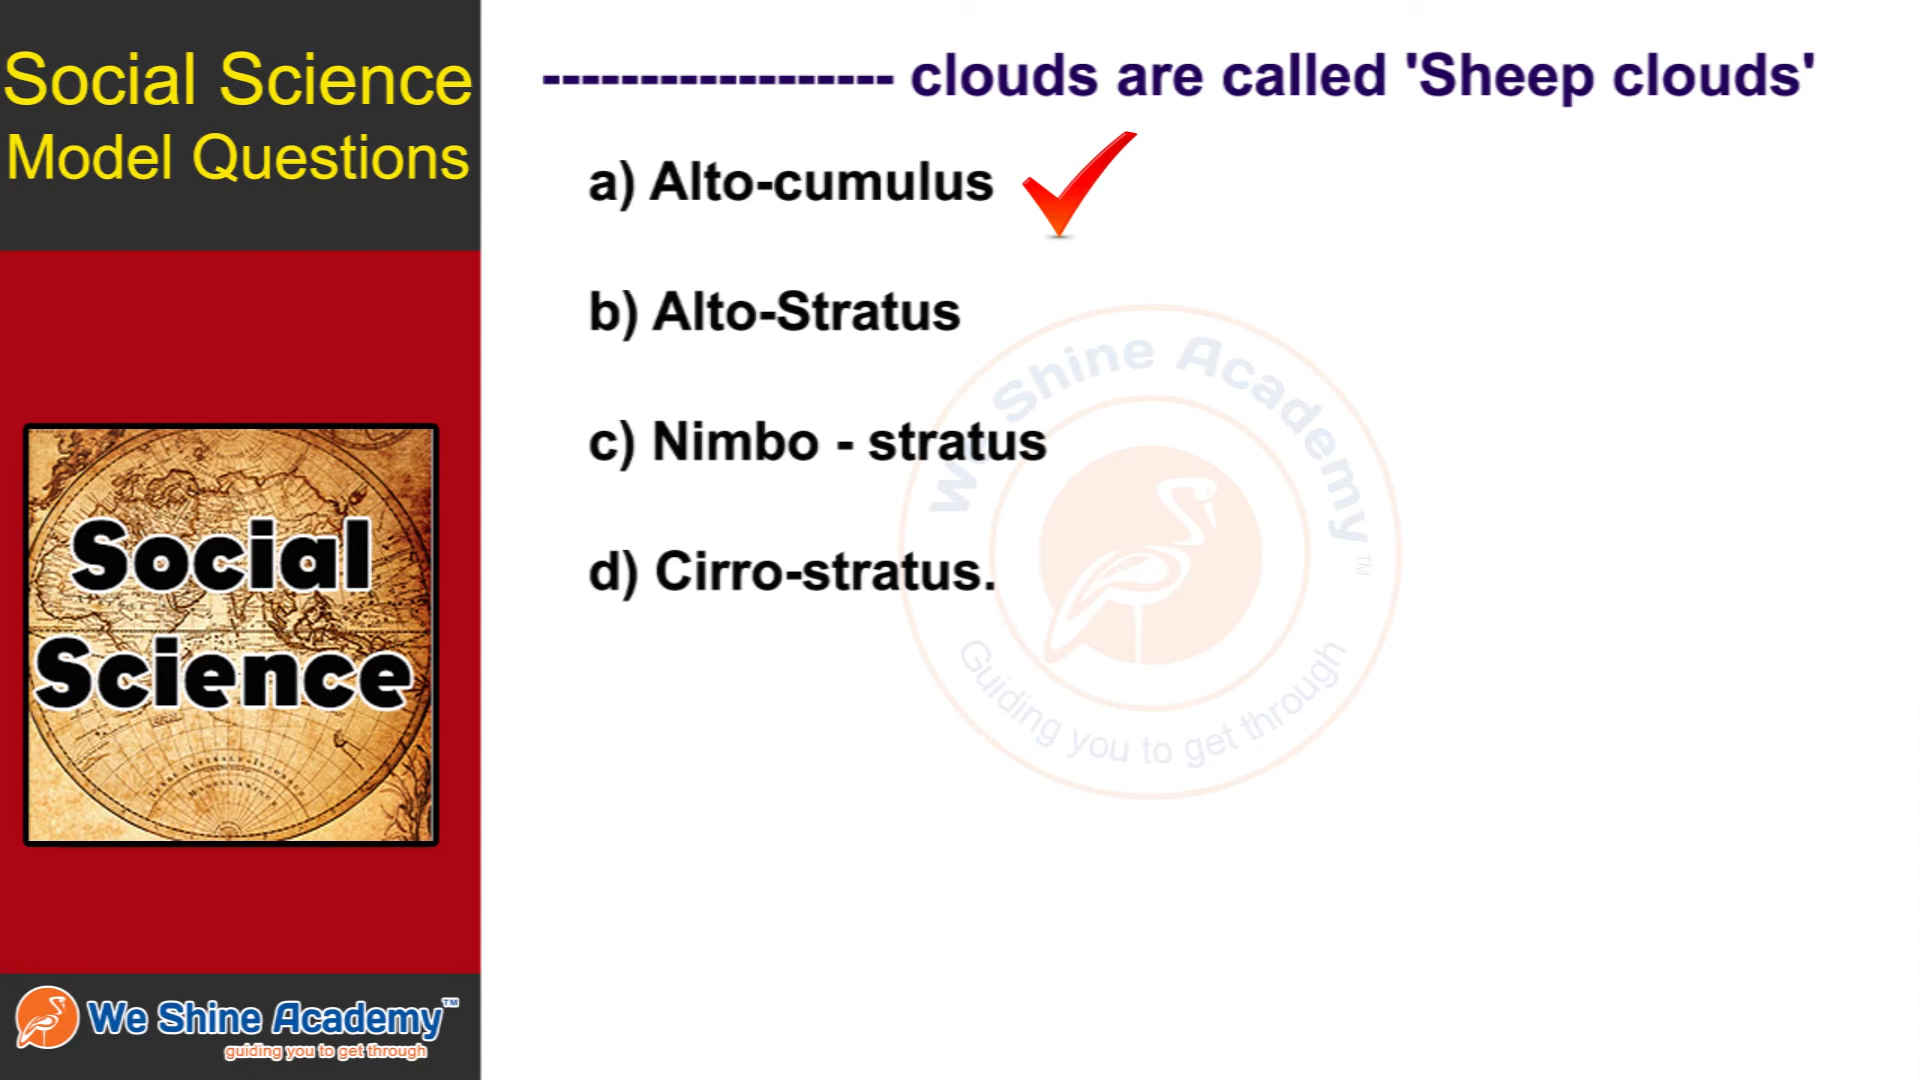 Social Science
Model Questions
------------------ clouds are called 'Sheep clouds'
a) Alto-cumulus
b) Alto-Stratus
c) Nimbo - stratus
d) Cirro-stratus.
We Shine Academy™
Guiding you to get through
Social
Science
We Shine Academy™
guiding you to get through